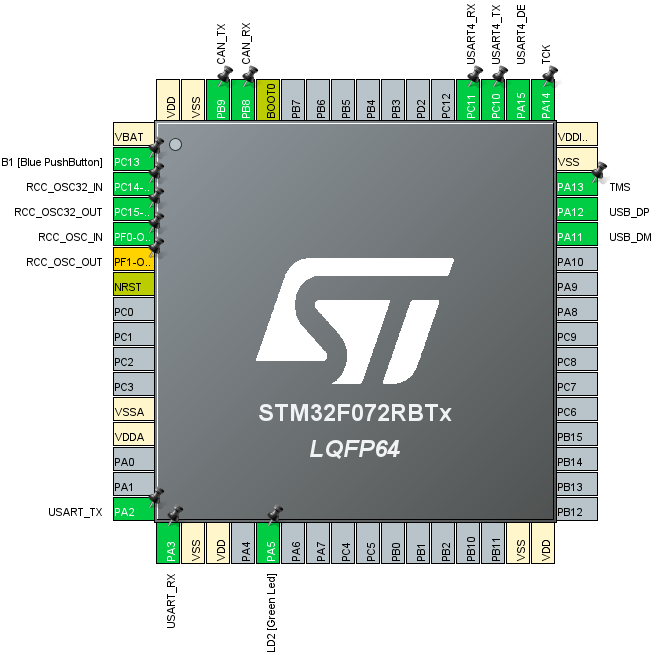 CAN_TX
CAN_RX
USART4_RX
USART4_TX
USART4_DE
TCK
VDD
VSS
PB9
PB8
BOOT0
PB7
PB6
PB5
PB4
PB3
PD2
PC12
PC11
PC10
PA15
PA14
VBAT
B1 [Blue PushButton]
PC13
RCC_OSC32_IN
PC14-..
RCC_OSC32_OUT
PC15-..
RCC_OSC_IN
PF0-O..
RCC_OSC_OUT
PF1-O..
NRST
PC0
PC1
PC2
PC3
VSSA
VDDA
PA0
PA1
USART_TX
PA2
VDDI..
VSS
PA13
TMS
PA12
USB_DP
PA11
USB_DM
PA10
PA9
PA8
PC9
PC8
PC7
PC6
PB15
PB14
PB13
PB12
ST
STM32F072RBTx
LQFP64
PA3
VSS
VDD
PA4
PA5
PA6
PA7
PC4
PC5
PB0
PB1
PB2
PB10
PB11
VSS
VDD
USART_RX
LD2 [Green Led]